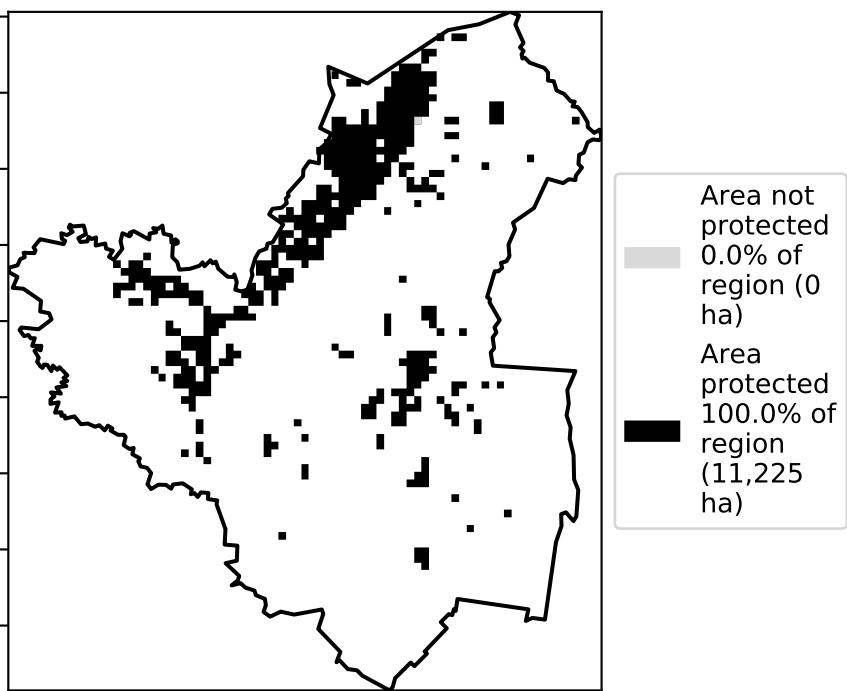 Area not
protected
0.0% of
region (0
ha)
Area
protected
100.0% of
region
(11,225
ha)